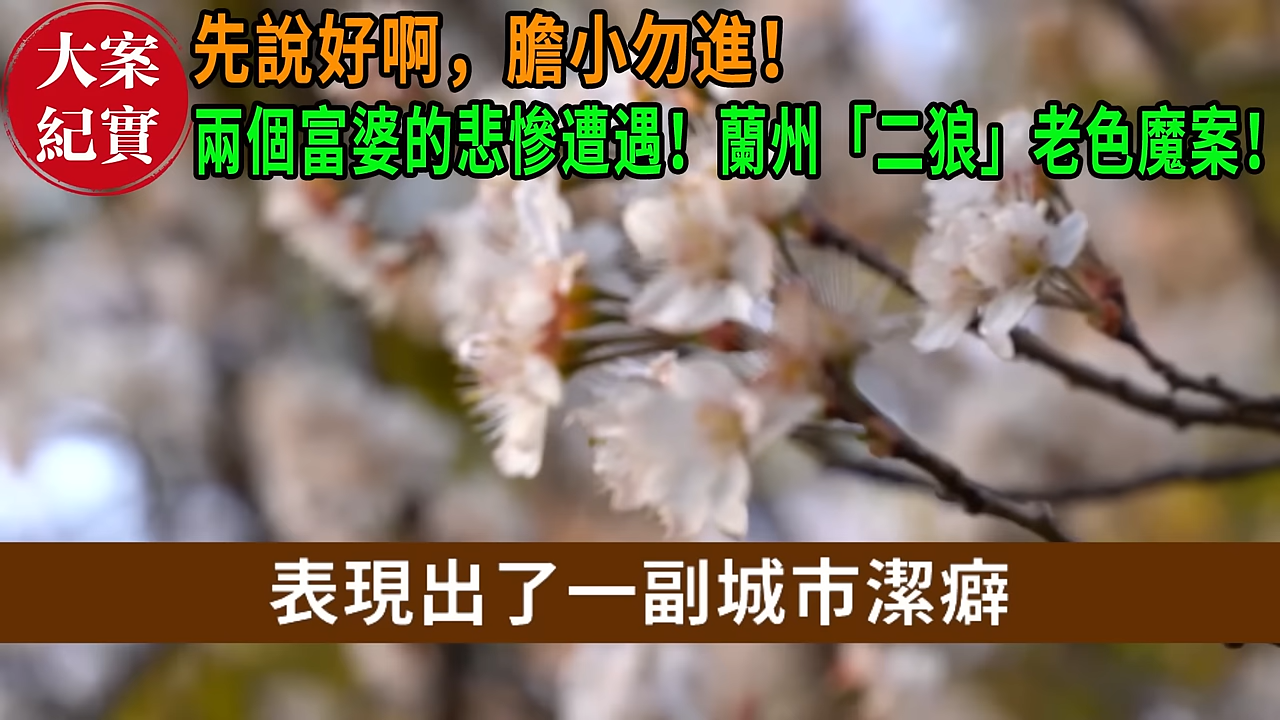 大案
紀實
先說好啊，膽小勿進！
兩個富婆的悲慘遭遇！蘭州「二狼」老色魔案！
表現出了一副城市潔癖